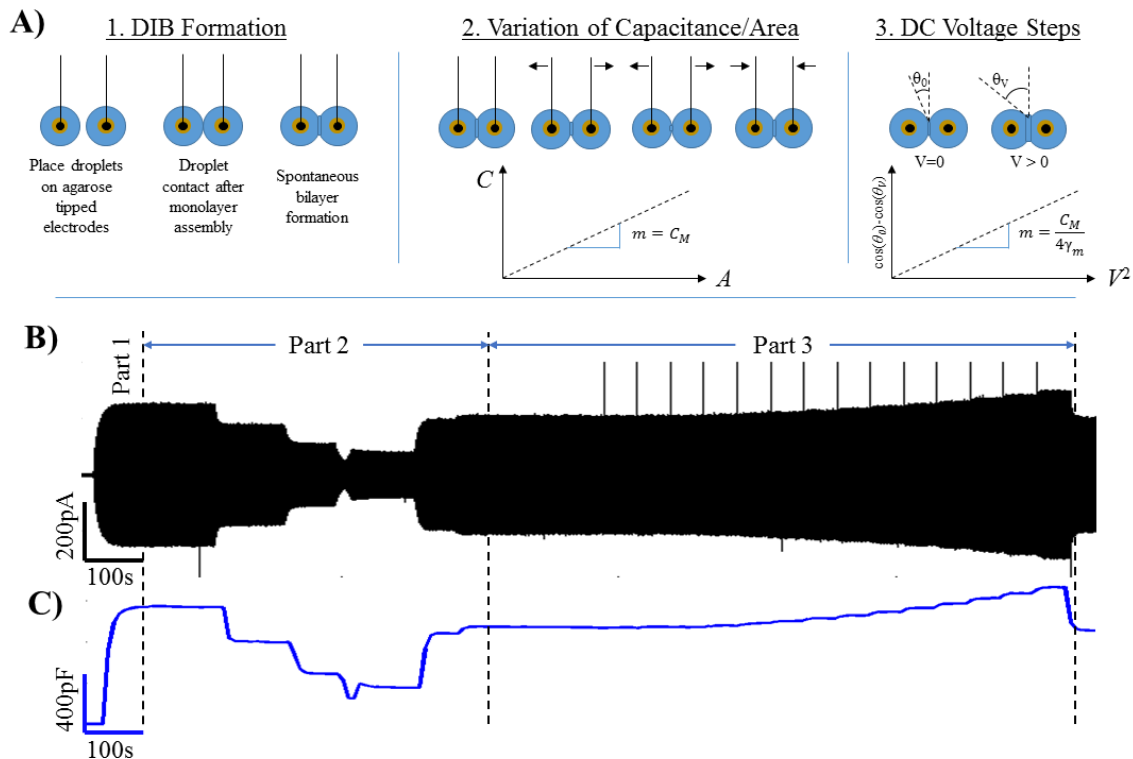 A)
1. DIB Formation
2. Variation of Capacitance/Area
3. DC Voltage Steps
Place droplets
on agarose
tipped
electrodes
Droplet
contact after
monolayer
assembly
Spontaneous
bilayer
formation
C
m = C_M
A
θ₀
θ_V
V=0
V > 0
cos(θ₀)-cos(θ_V)
m = C_M / 4γ_m
V²
B)
Part 1
Part 2
Part 3
200pA
100s
C)
400pF
100s